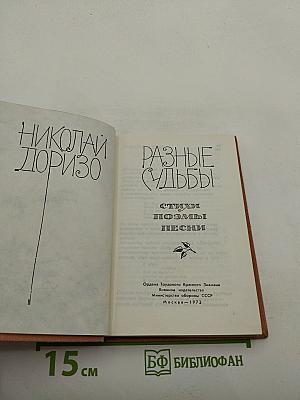 НИКОЛАЙ
ДОРИЗО
РАЗНЫЕ
СУДЬБЫ
СТИХИ
ПОЭМЫ
ПЕСНИ
Ордена Трудового Красного Знамени
Военное издательство
Министерства обороны СССР
Москва—1973
15 см
БФ БИБЛИОФАН